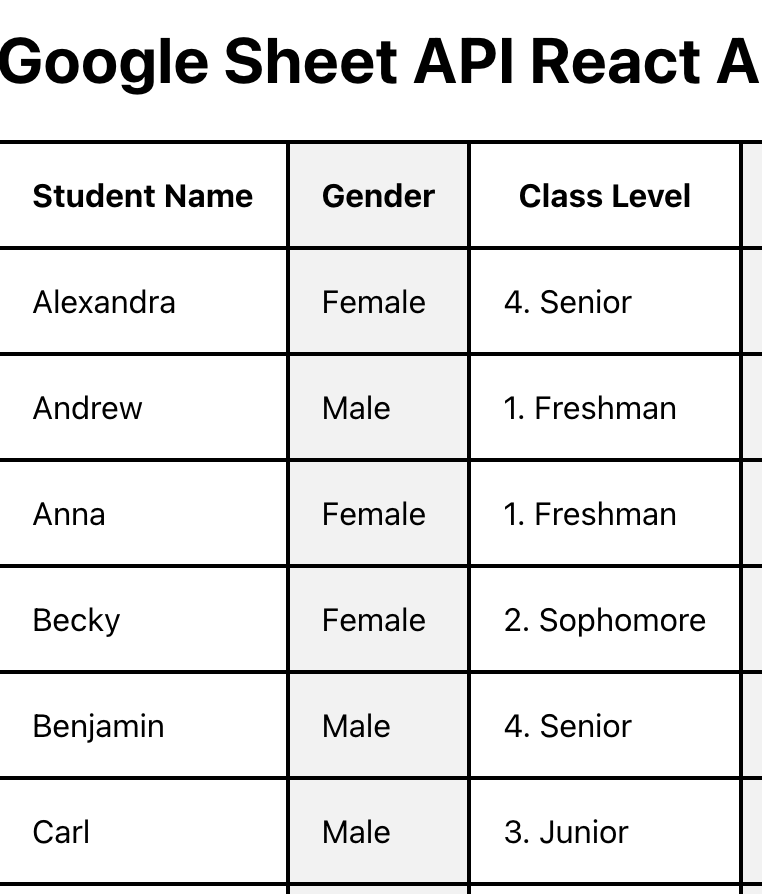 Google Sheet API React A
Student Name Gender Class Level
Alexandra Female 4. Senior
Andrew Male 1. Freshman
Anna Female 1. Freshman
Becky Female 2. Sophomore
Benjamin Male 4. Senior
Carl Male 3. Junior